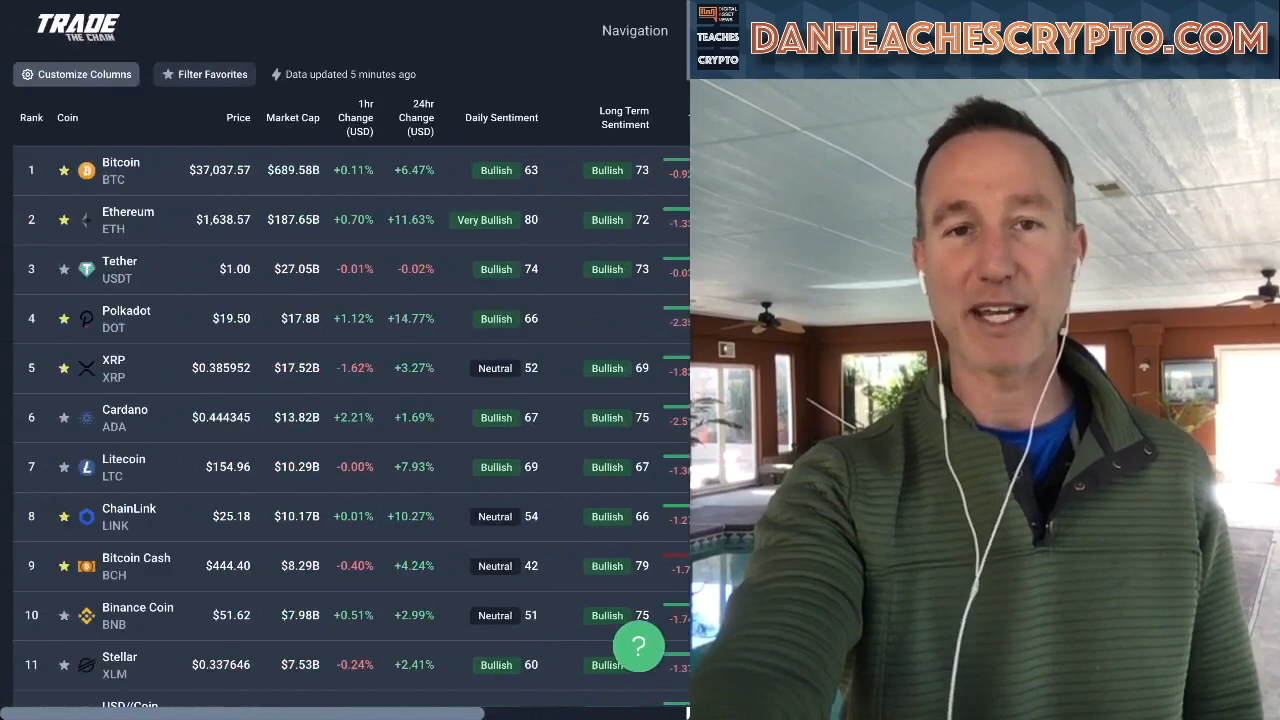 TRADE
THE CHAIN
Navigation
DIGITAL
ASSET
NEWS
TEACHES
CRYPTO
DANTEACHESCRYPTO.COM
Customize Columns
Filter Favorites
Data updated 5 minutes ago
Rank Coin Price Market Cap 1hr Change (USD) 24hr Change (USD) Daily Sentiment Long Term Sentiment
1 Bitcoin BTC $37,037.57 $689.58B +0.11% +6.47% Bullish 63 Bullish 73
2 Ethereum ETH $1,638.57 $187.65B +0.70% +11.63% Very Bullish 80 Bullish 72
3 Tether USDT $1.00 $27.05B -0.01% -0.02% Bullish 74 Bullish 73
4 Polkadot DOT $19.50 $17.8B +1.12% +14.77% Bullish 66
5 XRP XRP $0.385952 $17.52B -1.62% +3.27% Neutral 52 Bullish 69
6 Cardano ADA $0.444345 $13.82B +2.21% +1.69% Bullish 67 Bullish 75
7 Litecoin LTC $154.96 $10.29B -0.00% +7.93% Bullish 69 Bullish 67
8 ChainLink LINK $25.18 $10.17B +0.01% +10.27% Neutral 54 Bullish 66
9 Bitcoin Cash BCH $444.40 $8.29B -0.40% +4.24% Neutral 42 Bullish 79
10 Binance Coin BNB $51.62 $7.98B +0.51% +2.99% Neutral 51 Bullish 75
11 Stellar XLM $0.337646 $7.53B -0.24% +2.41% Bullish 60 Bullish
?